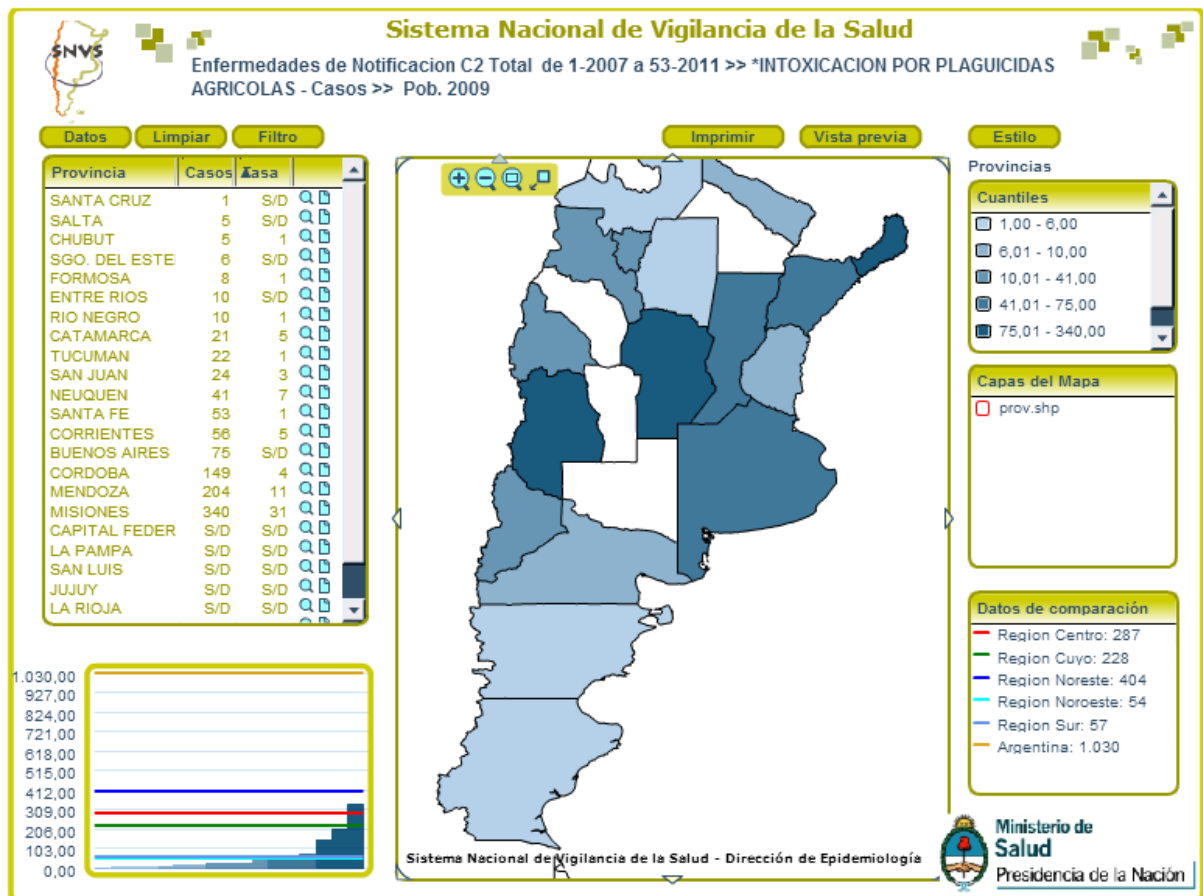 SNVS
Sistema Nacional de Vigilancia de la Salud
Enfermedades de Notificacion C2 Total de 1-2007 a 53-2011 >> *INTOXICACION POR PLAGUICIDAS
AGRICOLAS - Casos >> Pob. 2009
Datos Limpiar Filtro Imprimir Vista previa Estilo
Provincia Casos Tasa
SANTA CRUZ 1 S/D
SALTA 5 S/D
CHUBUT 5 1
SGO. DEL ESTE 6 S/D
FORMOSA 8 1
ENTRE RIOS 10 S/D
RIO NEGRO 10 1
CATAMARCA 21 5
TUCUMAN 22 1
SAN JUAN 24 3
NEUQUEN 41 7
SANTA FE 53 1
CORRIENTES 56 5
BUENOS AIRES 75 S/D
CORDOBA 149 4
MENDOZA 204 11
MISIONES 340 31
CAPITAL FEDER S/D S/D
LA PAMPA S/D S/D
SAN LUIS S/D S/D
JUJUY S/D S/D
LA RIOJA S/D S/D
1.030,00
927,00
824,00
721,00
618,00
515,00
412,00
309,00
206,00
103,00
0,00
Sistema Nacional de Vigilancia de la Salud - Dirección de Epidemiología
Provincias
Cuantiles
1,00 - 6,00
6,01 - 10,00
10,01 - 41,00
41,01 - 75,00
75,01 - 340,00
Capas del Mapa
prov.shp
Datos de comparación
Region Centro: 287
Region Cuyo: 228
Region Noreste: 404
Region Noroeste: 54
Region Sur: 57
Argentina: 1.030
Ministerio de
Salud
Presidencia de la Nación